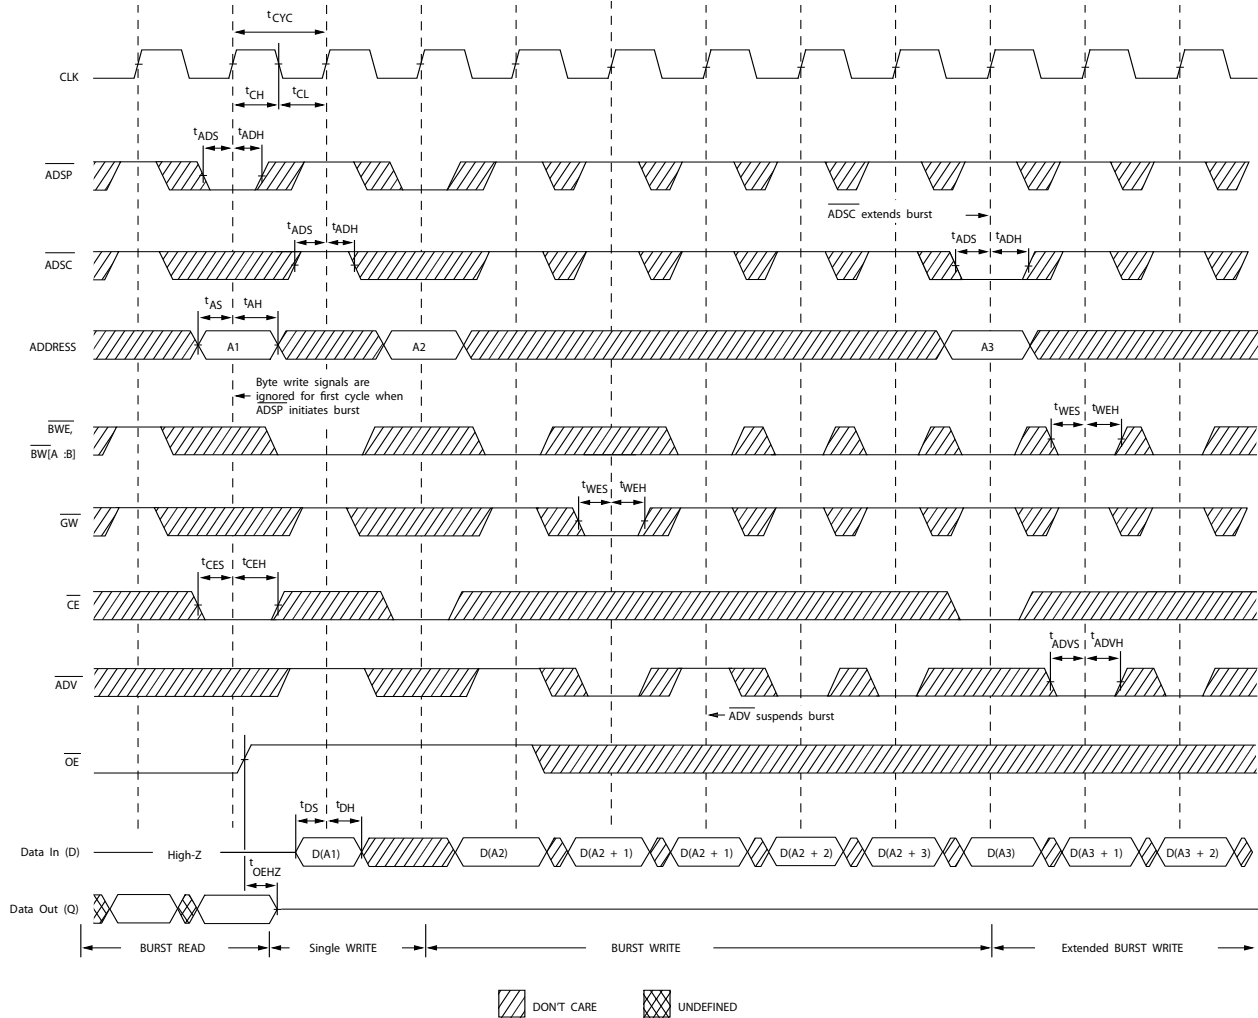 tCYC
CLK
tCH
tCL
tADS
tADH
ADSP
ADSC extends burst
tADS
tADH
tADS
tADH
ADSC
tAS
tAH
ADDRESS
A1
A2
A3
Byte write signals are
ignored for first cycle when
ADSP initiates burst
BWE,
BW[A :B]
tWES
tWEH
tWES
tWEH
GW
tCES
tCEH
CE
tADVS
tADVH
ADV
ADV suspends burst
OE
tDS
tDH
Data In (D)
High-Z
D(A1)
D(A2)
D(A2 + 1)
D(A2 + 1)
D(A2 + 2)
D(A2 + 3)
D(A3)
D(A3 + 1)
D(A3 + 2)
tOEHZ
Data Out (Q)
BURST READ
Single WRITE
BURST WRITE
Extended BURST WRITE
DON'T CARE
UNDEFINED